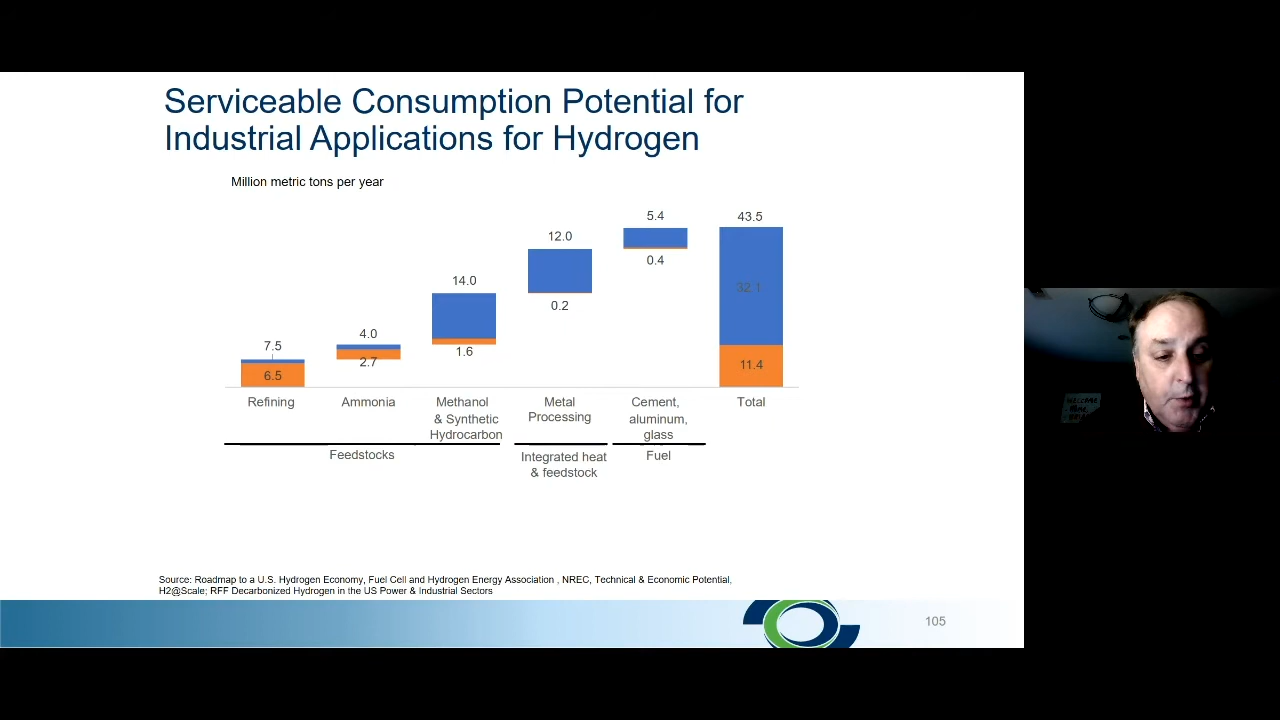 Serviceable Consumption Potential for
Industrial Applications for Hydrogen
Million metric tons per year
7.5
6.5
4.0
2.7
14.0
1.6
12.0
0.2
5.4
0.4
43.5
32.1
11.4
Refining
Ammonia
Methanol
& Synthetic
Hydrocarbon
Metal
Processing
Cement,
aluminum,
glass
Total
Feedstocks
Integrated heat
& feedstock
Fuel
Source: Roadmap to a U.S. Hydrogen Economy, Fuel Cell and Hydrogen Energy Association , NREC, Technical & Economic Potential,
H2@Scale; RFF Decarbonized Hydrogen in the US Power & Industrial Sectors
105